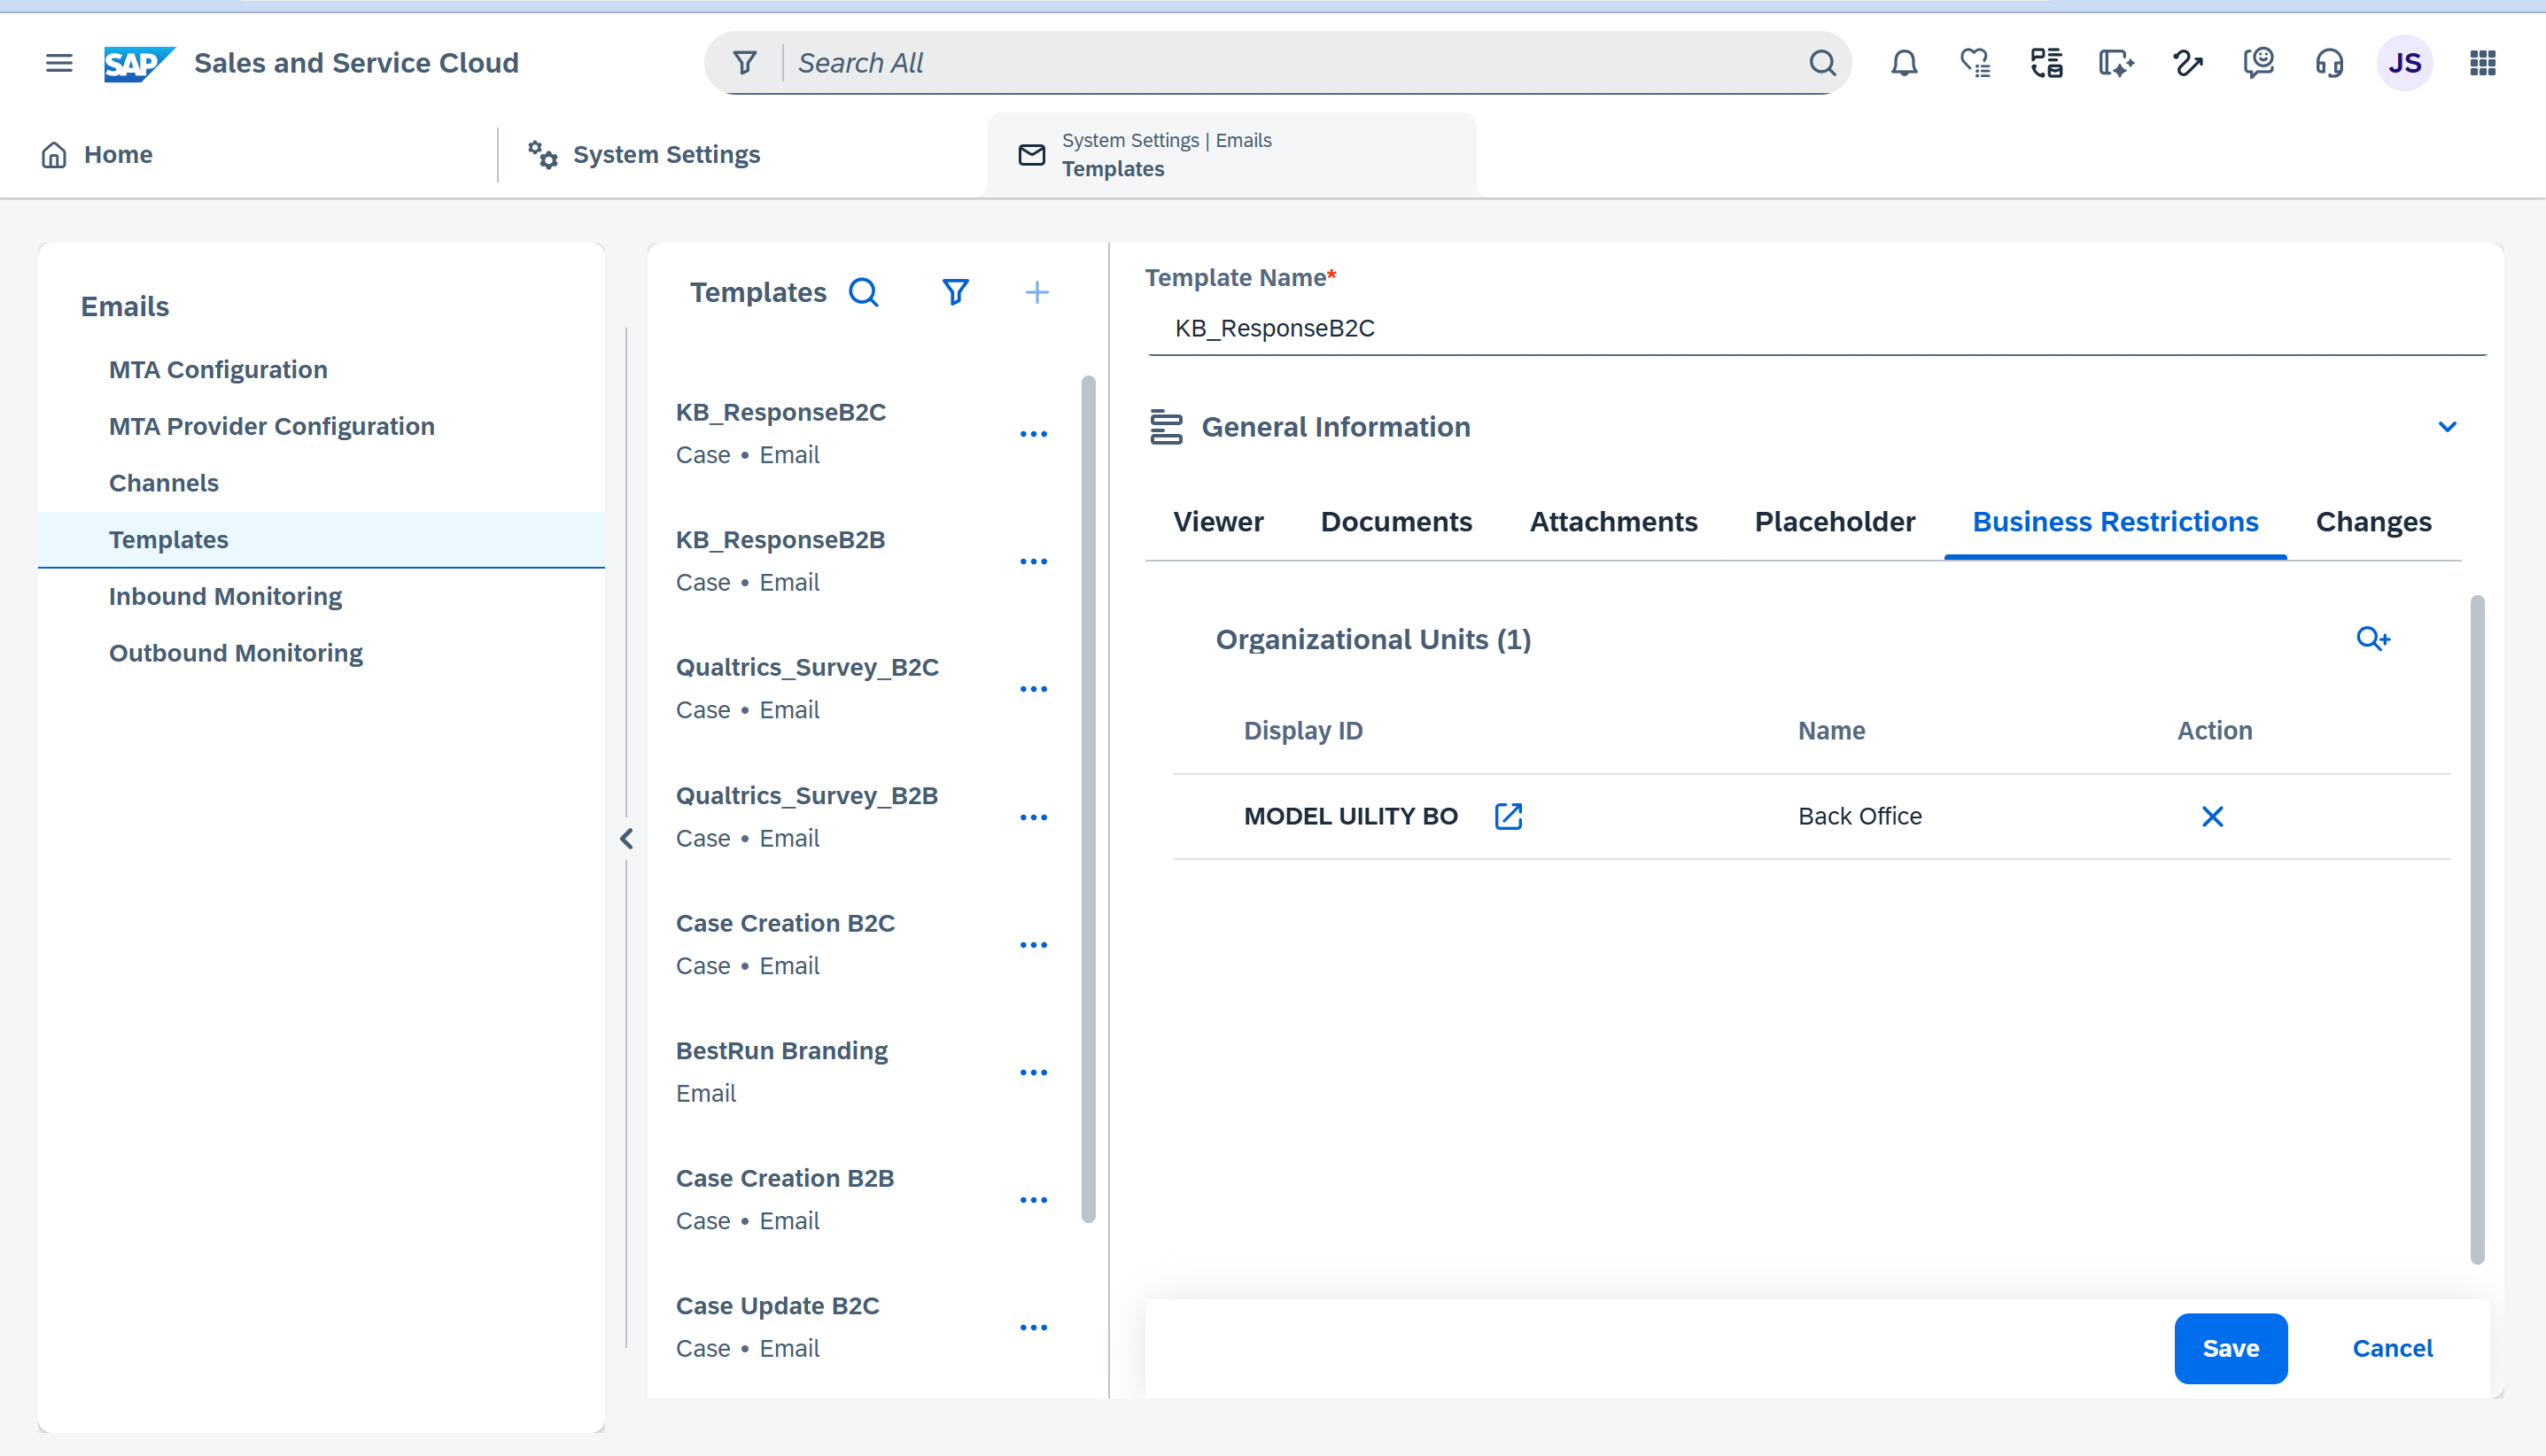 SAP Sales and Service Cloud
Search All
JS
Home
System Settings
System Settings | Emails
Templates
Emails
MTA Configuration
MTA Provider Configuration
Channels
Templates
Inbound Monitoring
Outbound Monitoring
Templates
KB_ResponseB2C
Case • Email
KB_ResponseB2B
Case • Email
Qualtrics_Survey_B2C
Case • Email
Qualtrics_Survey_B2B
Case • Email
Case Creation B2C
Case • Email
BestRun Branding
Email
Case Creation B2B
Case • Email
Case Update B2C
Case • Email
Template Name*
KB_ResponseB2C
General Information
Viewer Documents Attachments Placeholder Business Restrictions Changes
Organizational Units (1)
Display ID Name Action
MODEL UILITY BO Back Office
Save Cancel